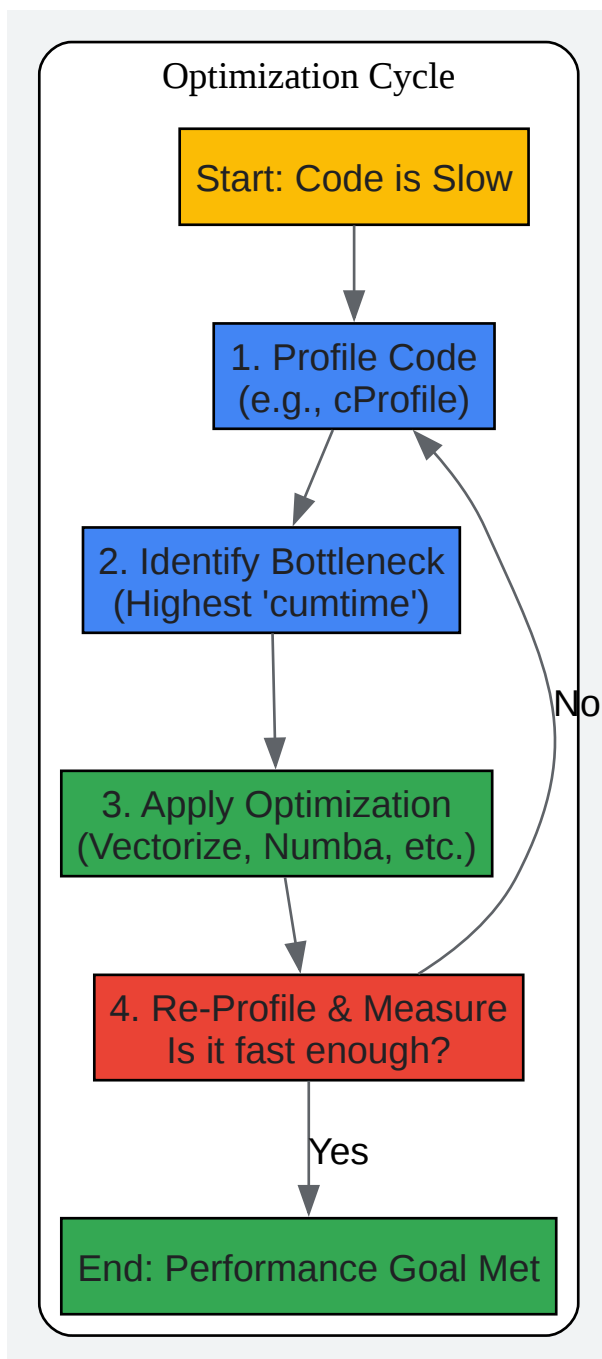 Optimization Cycle
Start: Code is Slow
1. Profile Code
(e.g., cProfile)
2. Identify Bottleneck
(Highest 'cumtime')
No
3. Apply Optimization
(Vectorize, Numba, etc.)
4. Re-Profile & Measure
Is it fast enough?
Yes
End: Performance Goal Met